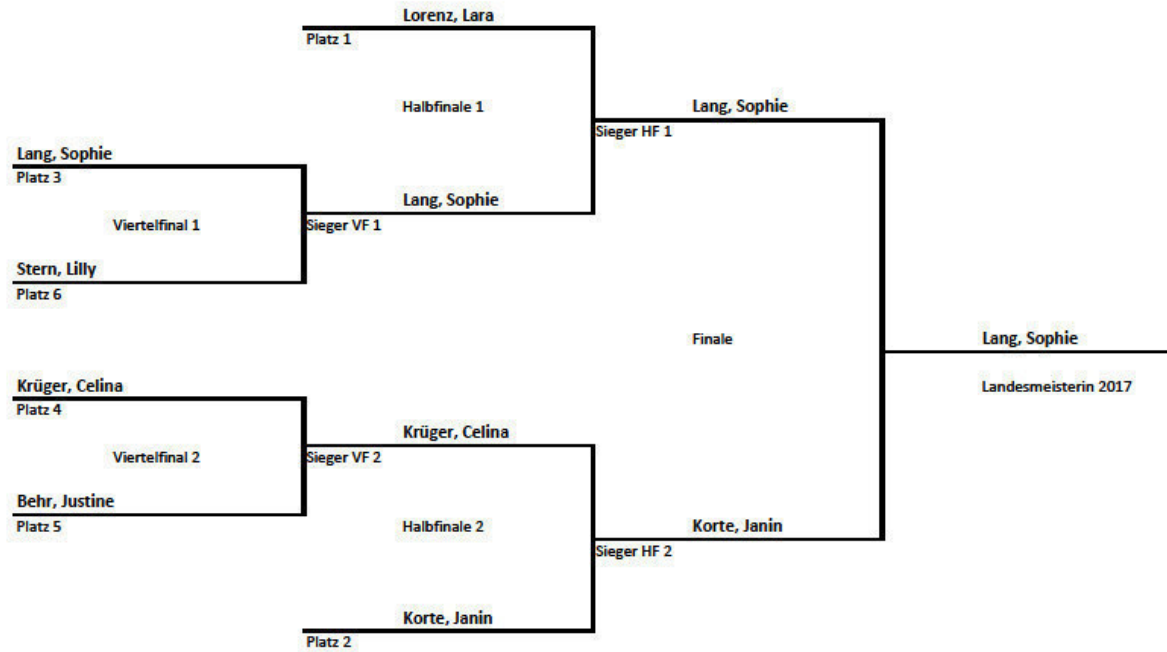 Lorenz, Lara
Platz 1
Halbfinale 1
Lang, Sophie
Sieger HF 1
Lang, Sophie
Platz 3
Lang, Sophie
Viertelfinal 1
Sieger VF 1
Stern, Lilly
Platz 6
Finale
Lang, Sophie
Landesmeisterin 2017
Krüger, Celina
Platz 4
Krüger, Celina
Viertelfinal 2
Sieger VF 2
Behr, Justine
Platz 5
Halbfinale 2
Korte, Janin
Sieger HF 2
Korte, Janin
Platz 2